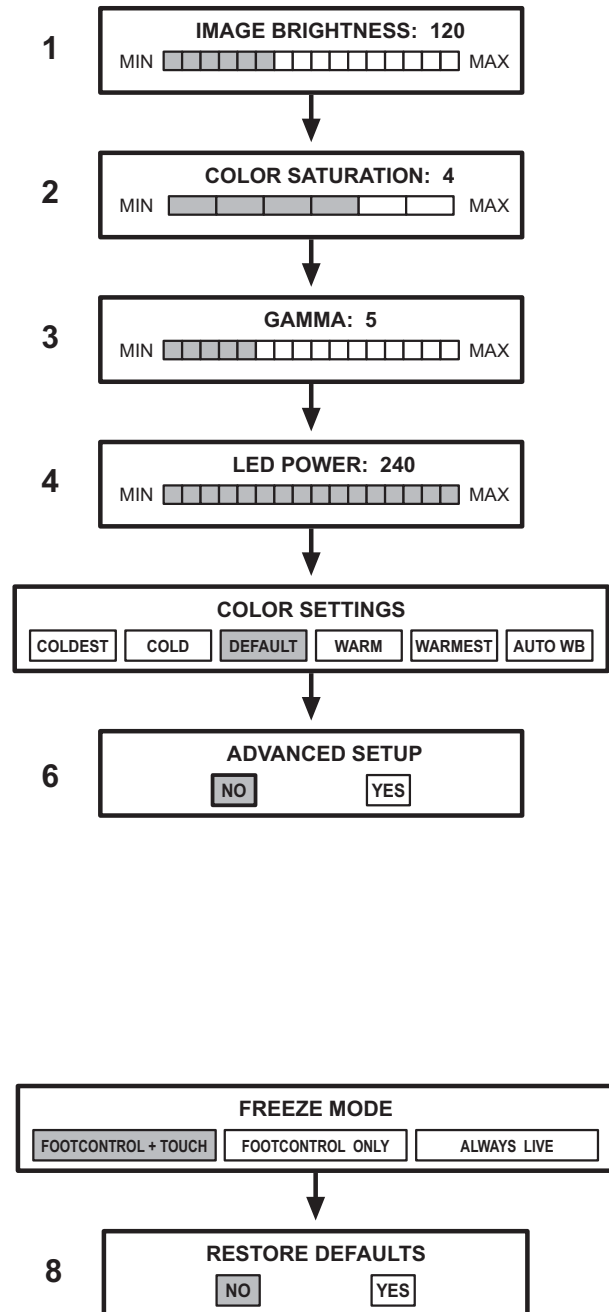 1
IMAGE BRIGHTNESS: 120
MIN MAX
2
COLOR SATURATION: 4
MIN MAX
3
GAMMA: 5
MIN MAX
4
LED POWER: 240
MIN MAX
COLOR SETTINGS
COLDEST COLD DEFAULT WARM WARMEST AUTO WB
6
ADVANCED SETUP
NO YES
FREEZE MODE
FOOTCONTROL + TOUCH FOOTCONTROL ONLY ALWAYS LIVE
8
RESTORE DEFAULTS
NO YES